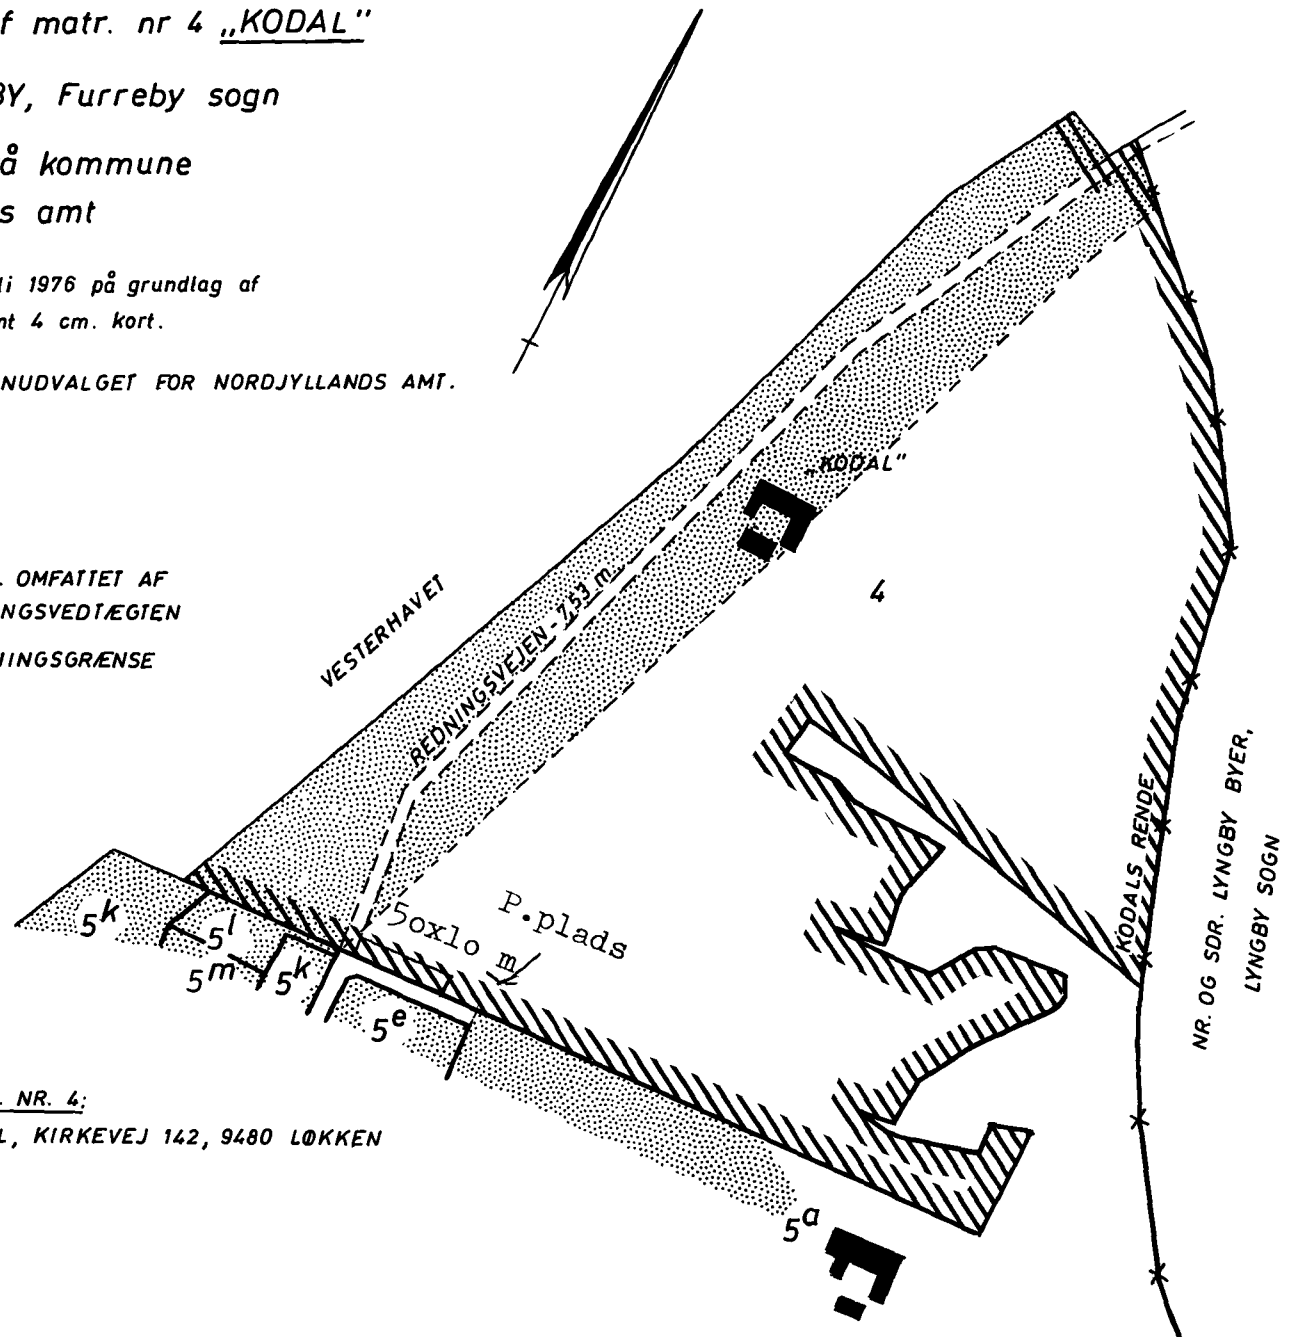 f matr. nr 4 „KODAL”
BY, Furreby sogn
å kommune
s amt
li 1976 på grundlag af
nt 4 cm. kort.
NUDVALGET FOR NORDJYLLANDS AMT.
„KODAL”
. OMFATTET AF
NGSVEDTÆGTEN
NINGSGRÆNSE
VESTERHAVET
REDNINGSVEJEN - 7,53 m.
4
KODALS RENDE
NR. OG SDR. LYNGBY BYER,
LYNGBY SOGN
5k
5l
5m
5k
5oxlo m
P.plads
5e
. NR. 4:
L, KIRKEVEJ 142, 9480 LØKKEN
5a